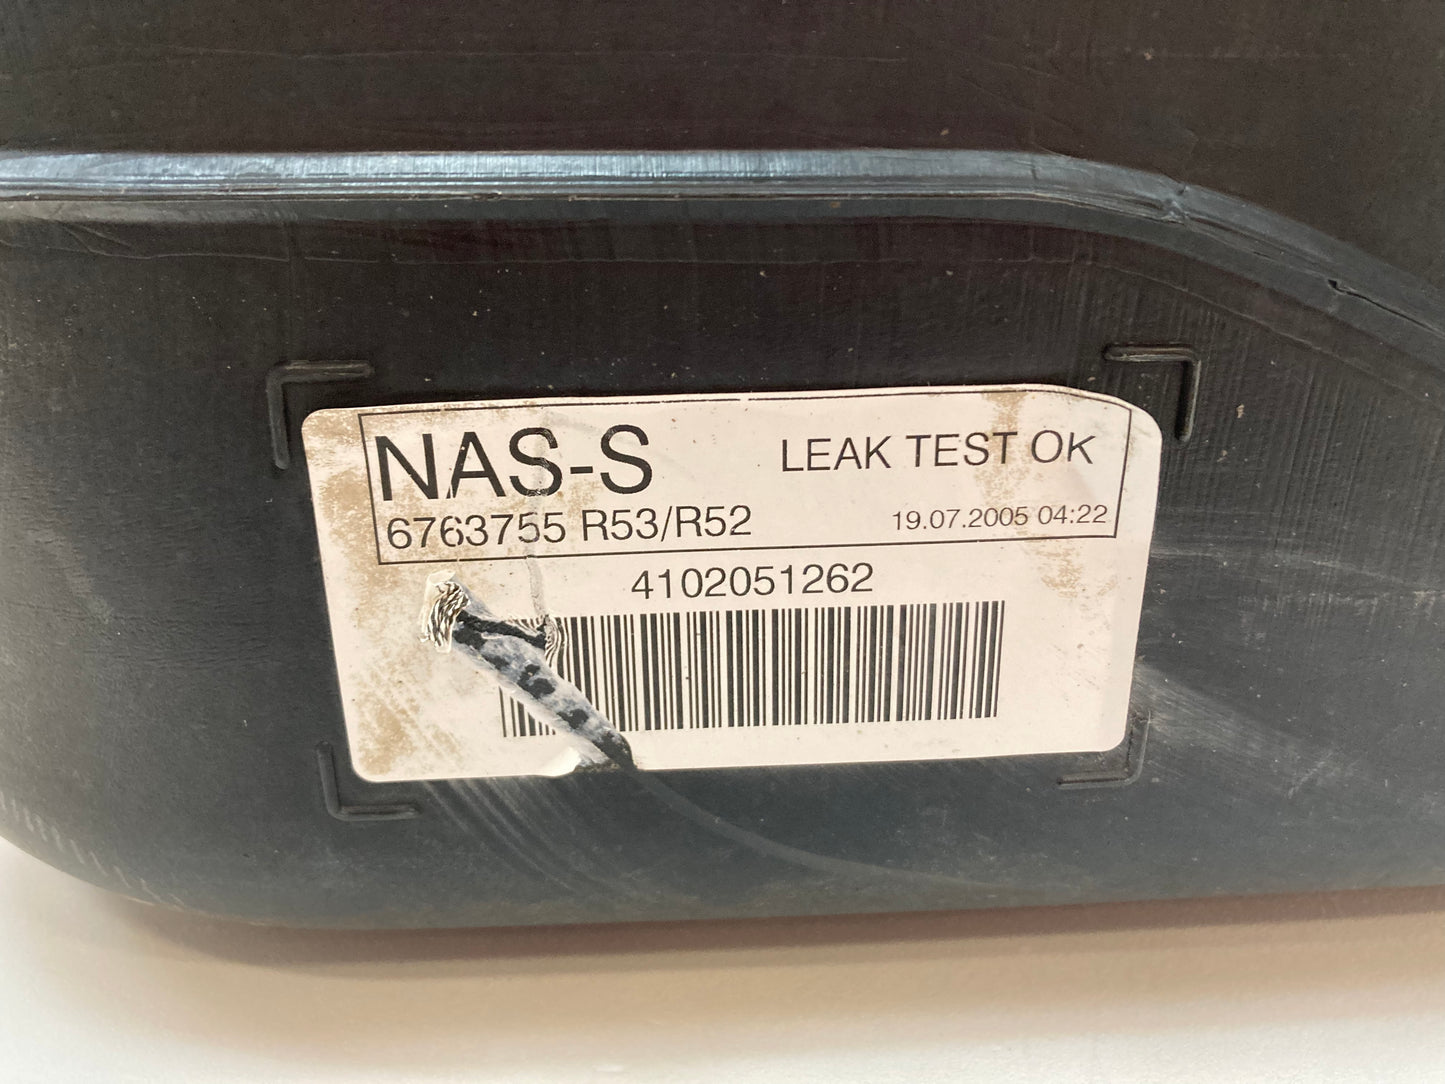 NAS-S LEAK TEST OK
6763755 R53/R52 19.07.2005 04:22
4102051262